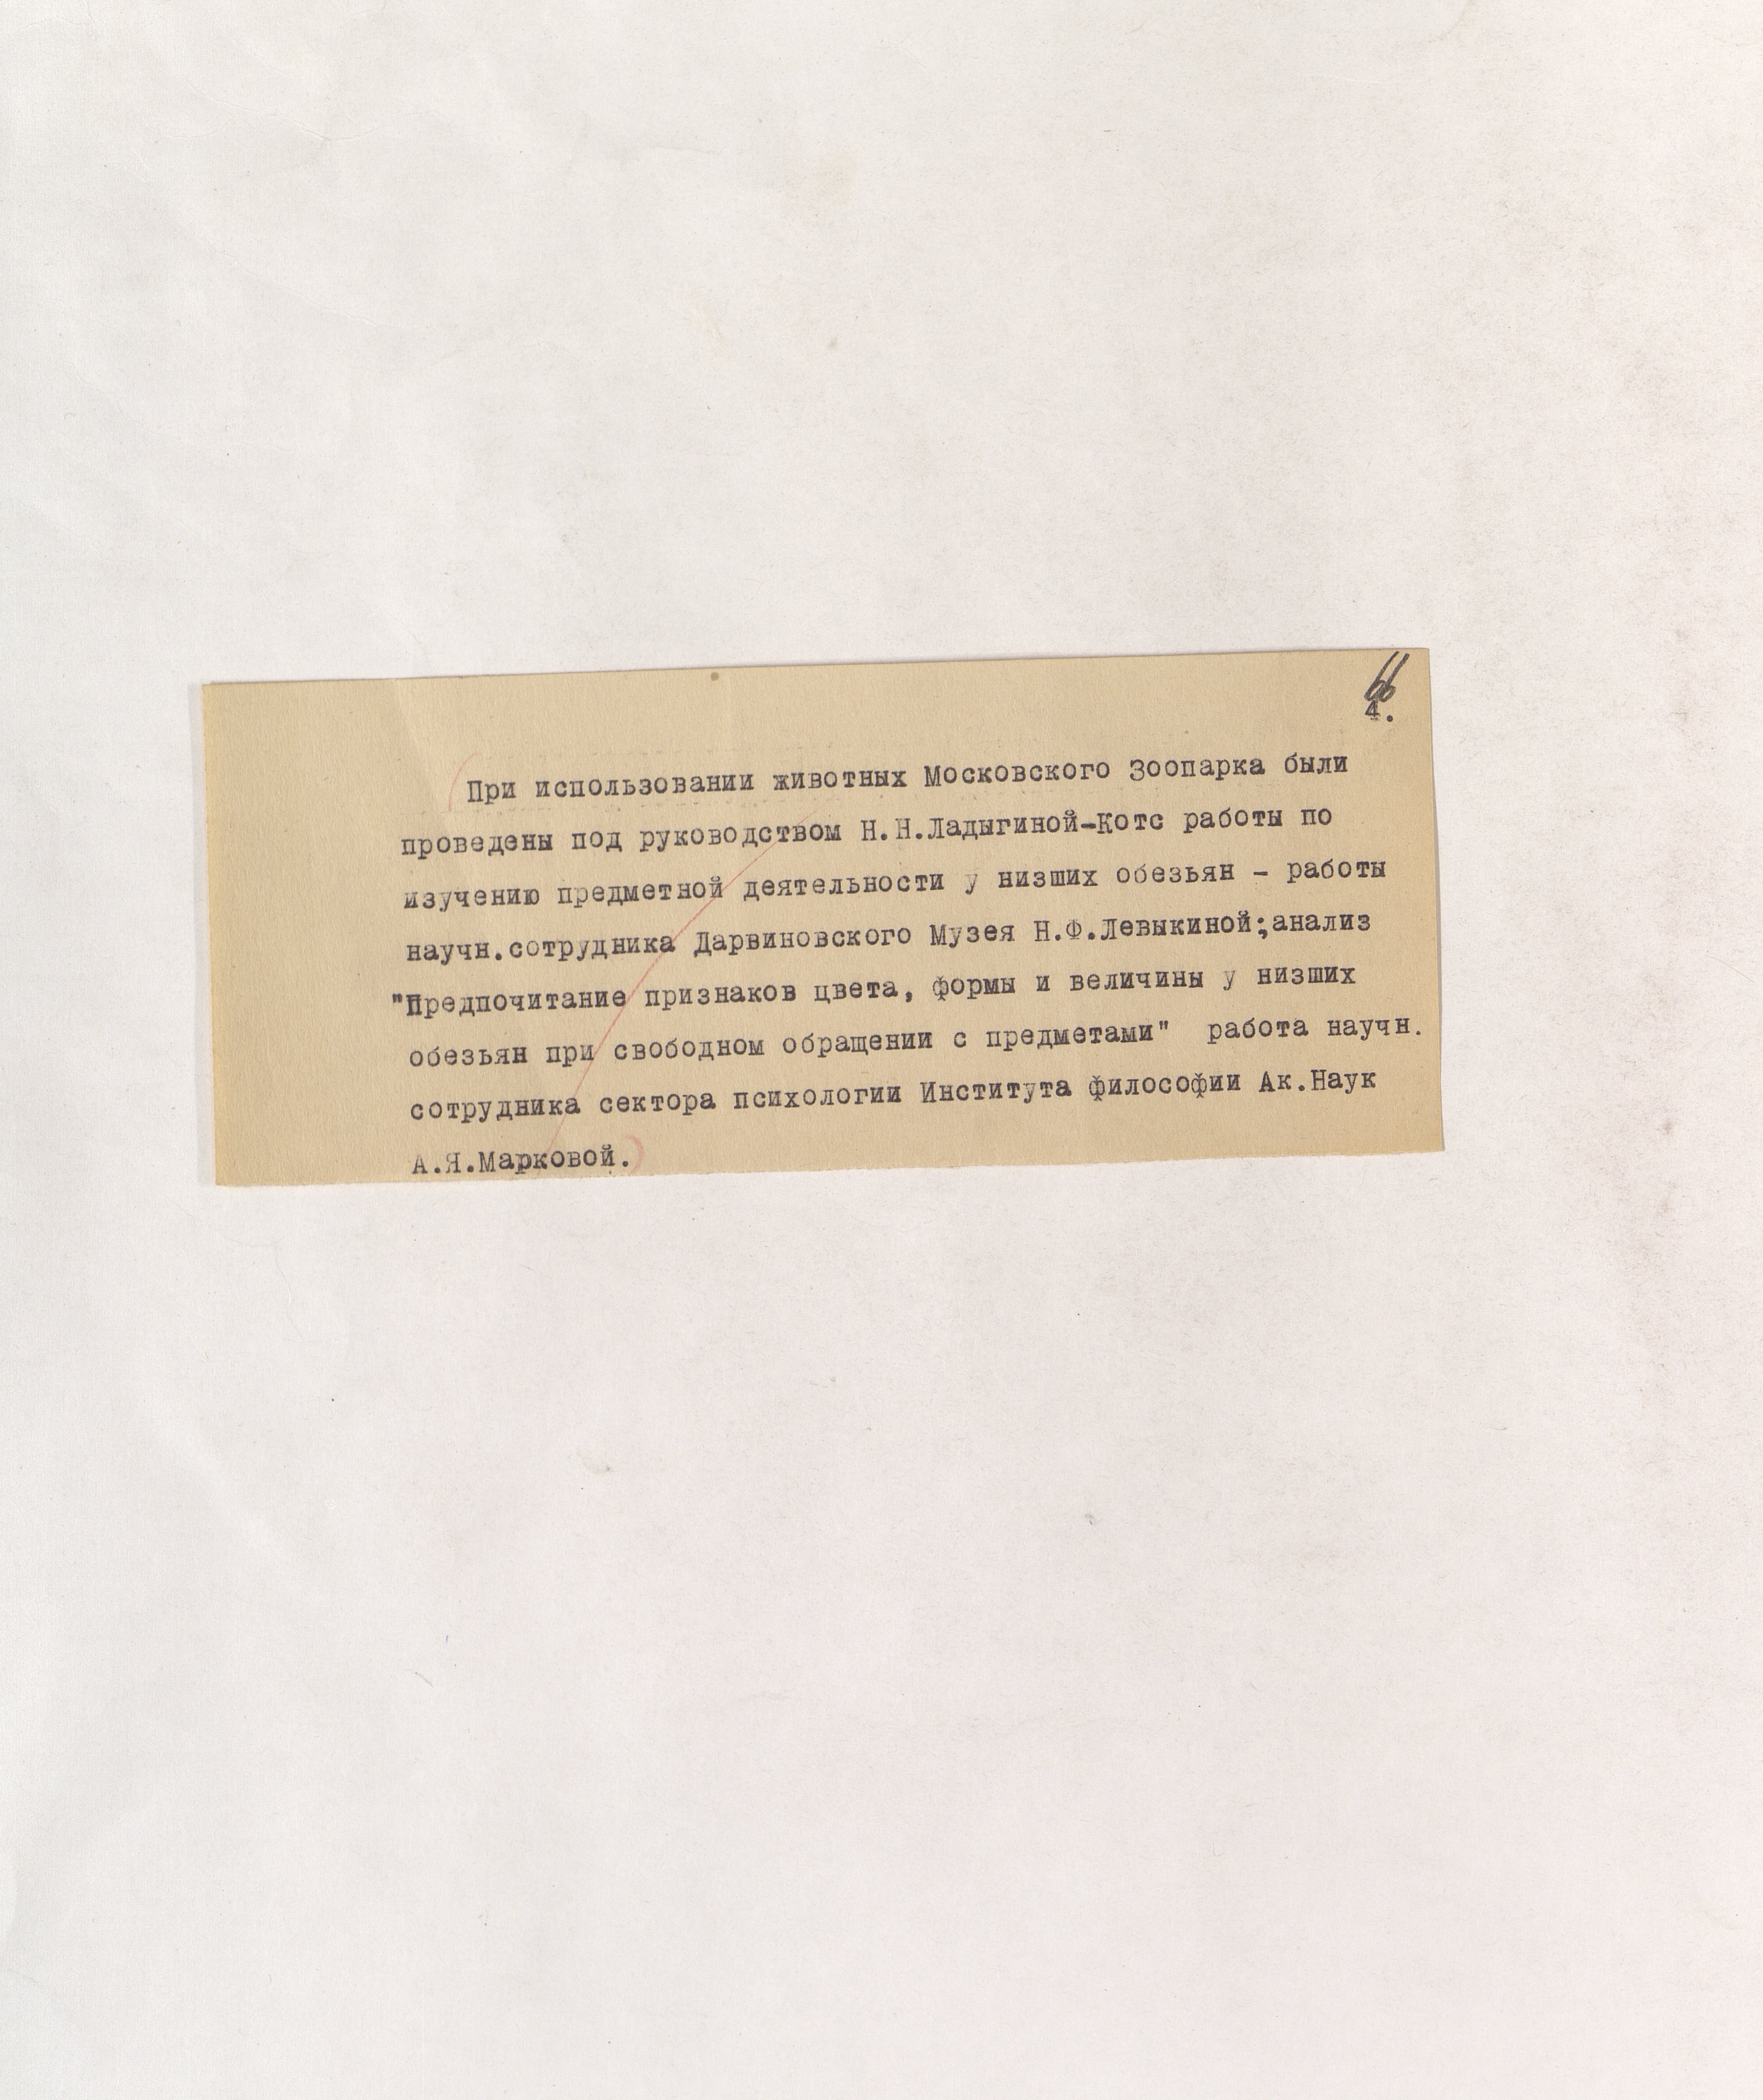 66
4.
При использовании животных Московского Зоопарка были
проведены под руководством Н.Н.Ладыгиной-Котс работы по
изучению предметной деятельности у низших обезьян - работы
научн.сотрудника Дарвиновского Музея Н.Ф.Левыкиной;анализ
"Предпочитание признаков цвета, формы и величины у низших
обезьян при свободном обращении с предметами" работа научн.
сотрудника сектора психологии Института философии Ак.Наук
А.Я.Марковой.